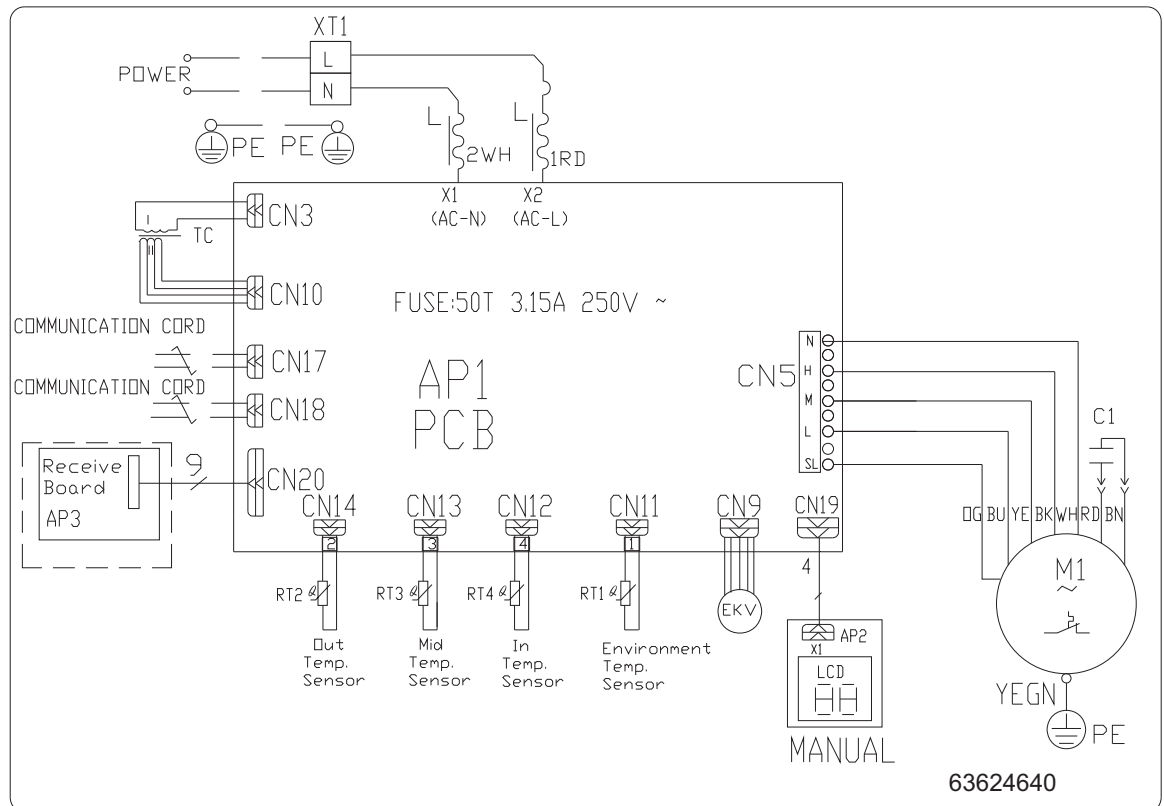 XT1
L
N
POWER
PE PE
L L
2WH 1RD
X1 X2
(AC-N) (AC-L)
CN3
I
TC
II
CN10
FUSE:50T 3.15A 250V ~
COMMUNICATION CORD
CN17
COMMUNICATION CORD
CN18
AP1
PCB
CN5
N
H
M
L
SL
C1
Receive
Board
AP3
9
CN20
CN14 CN13 CN12 CN11 CN9 CN19
2 3 4 1
4
OG BU YE BK WH RD BN
M1
~
RT2 RT3 RT4 RT1
EKV
Out
Temp.
Sensor
Mid
Temp.
Sensor
In
Temp.
Sensor
Environment
Temp.
Sensor
AP2
X1
LCD
88
MANUAL
YEGN
PE
63624640